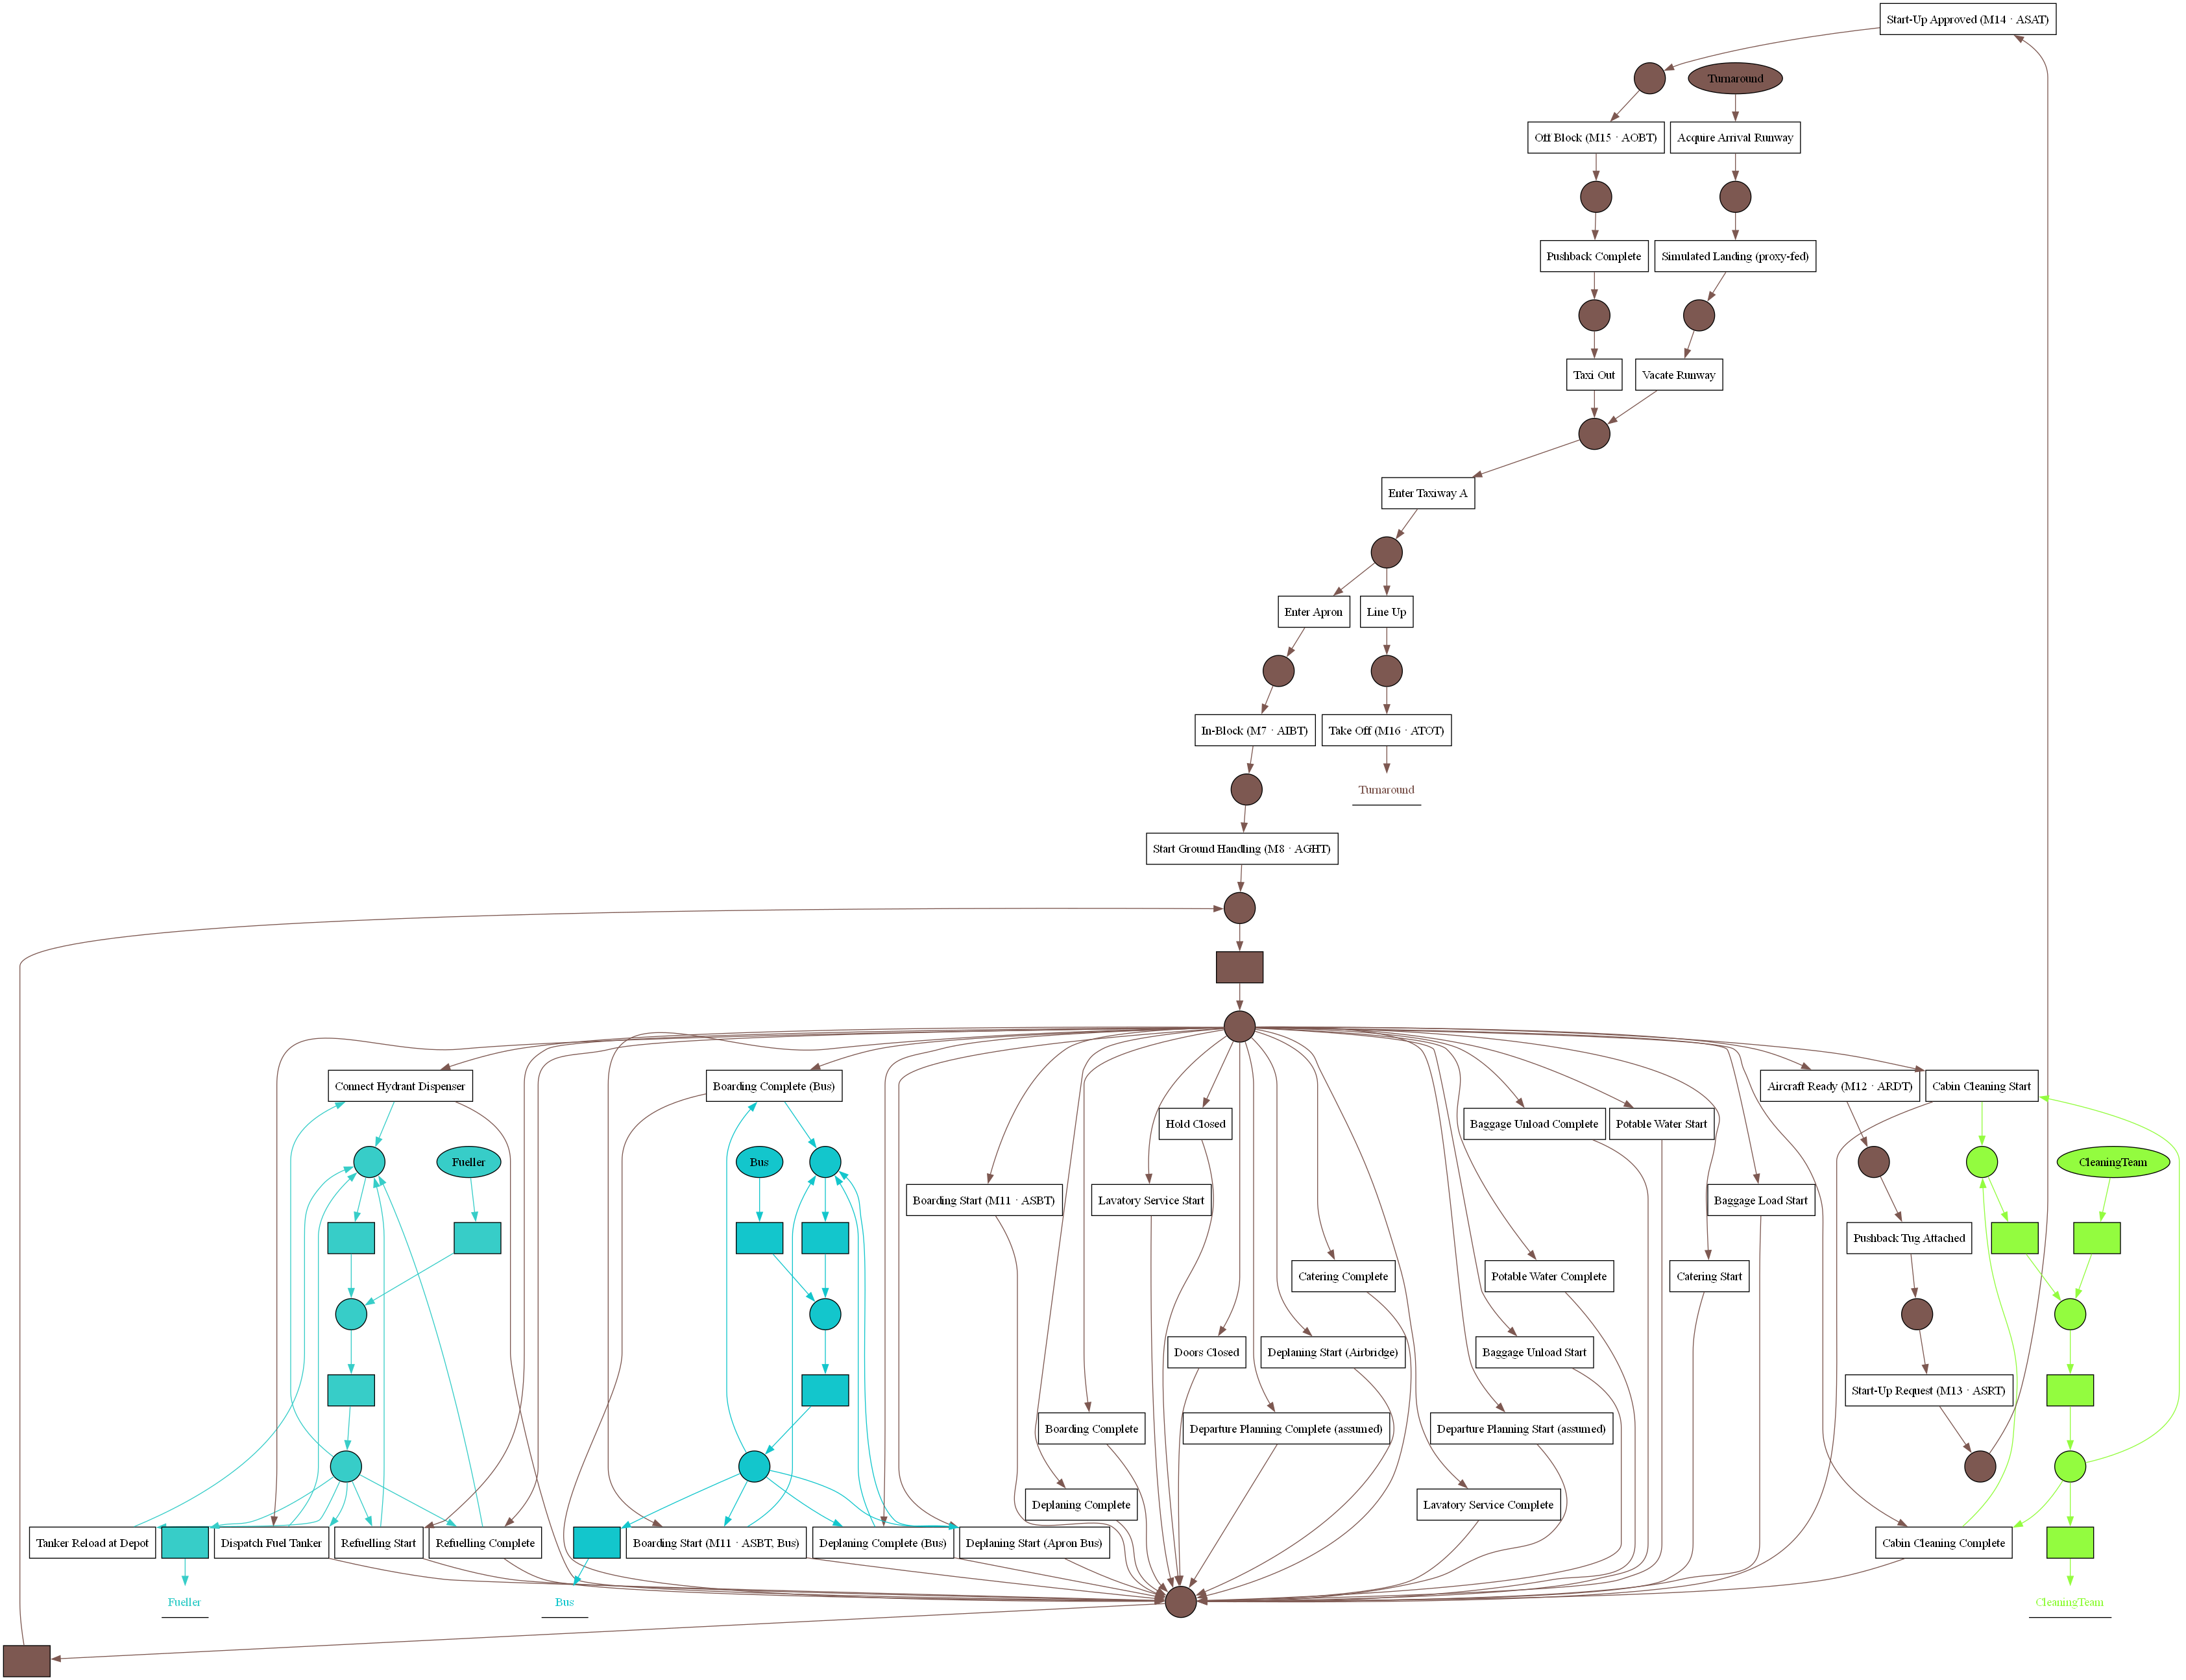 Start-Up Approved (M14 · ASAT)
Turnaround
Off Block (M15 · AOBT)
Acquire Arrival Runway
Pushback Complete
Simulated Landing (proxy-fed)
Taxi Out
Vacate Runway
Enter Taxiway A
Enter Apron
Line Up
In-Block (M7 · AIBT)
Take Off (M16 · ATOT)
Turnaround
Start Ground Handling (M8 · AGHT)
Connect Hydrant Dispenser
Boarding Complete (Bus)
Aircraft Ready (M12 · ARDT)
Cabin Cleaning Start
Hold Closed
Baggage Unload Complete
Potable Water Start
Fueller
Bus
CleaningTeam
Boarding Start (M11 · ASBT)
Lavatory Service Start
Baggage Load Start
Pushback Tug Attached
Catering Complete
Potable Water Complete
Catering Start
Doors Closed
Deplaning Start (Airbridge)
Baggage Unload Start
Start-Up Request (M13 · ASRT)
Boarding Complete
Departure Planning Complete (assumed)
Departure Planning Start (assumed)
Deplaning Complete
Lavatory Service Complete
Tanker Reload at Depot
Dispatch Fuel Tanker
Refuelling Start
Refuelling Complete
Boarding Start (M11 · ASBT, Bus)
Deplaning Complete (Bus)
Deplaning Start (Apron Bus)
Cabin Cleaning Complete
Fueller
Bus
CleaningTeam